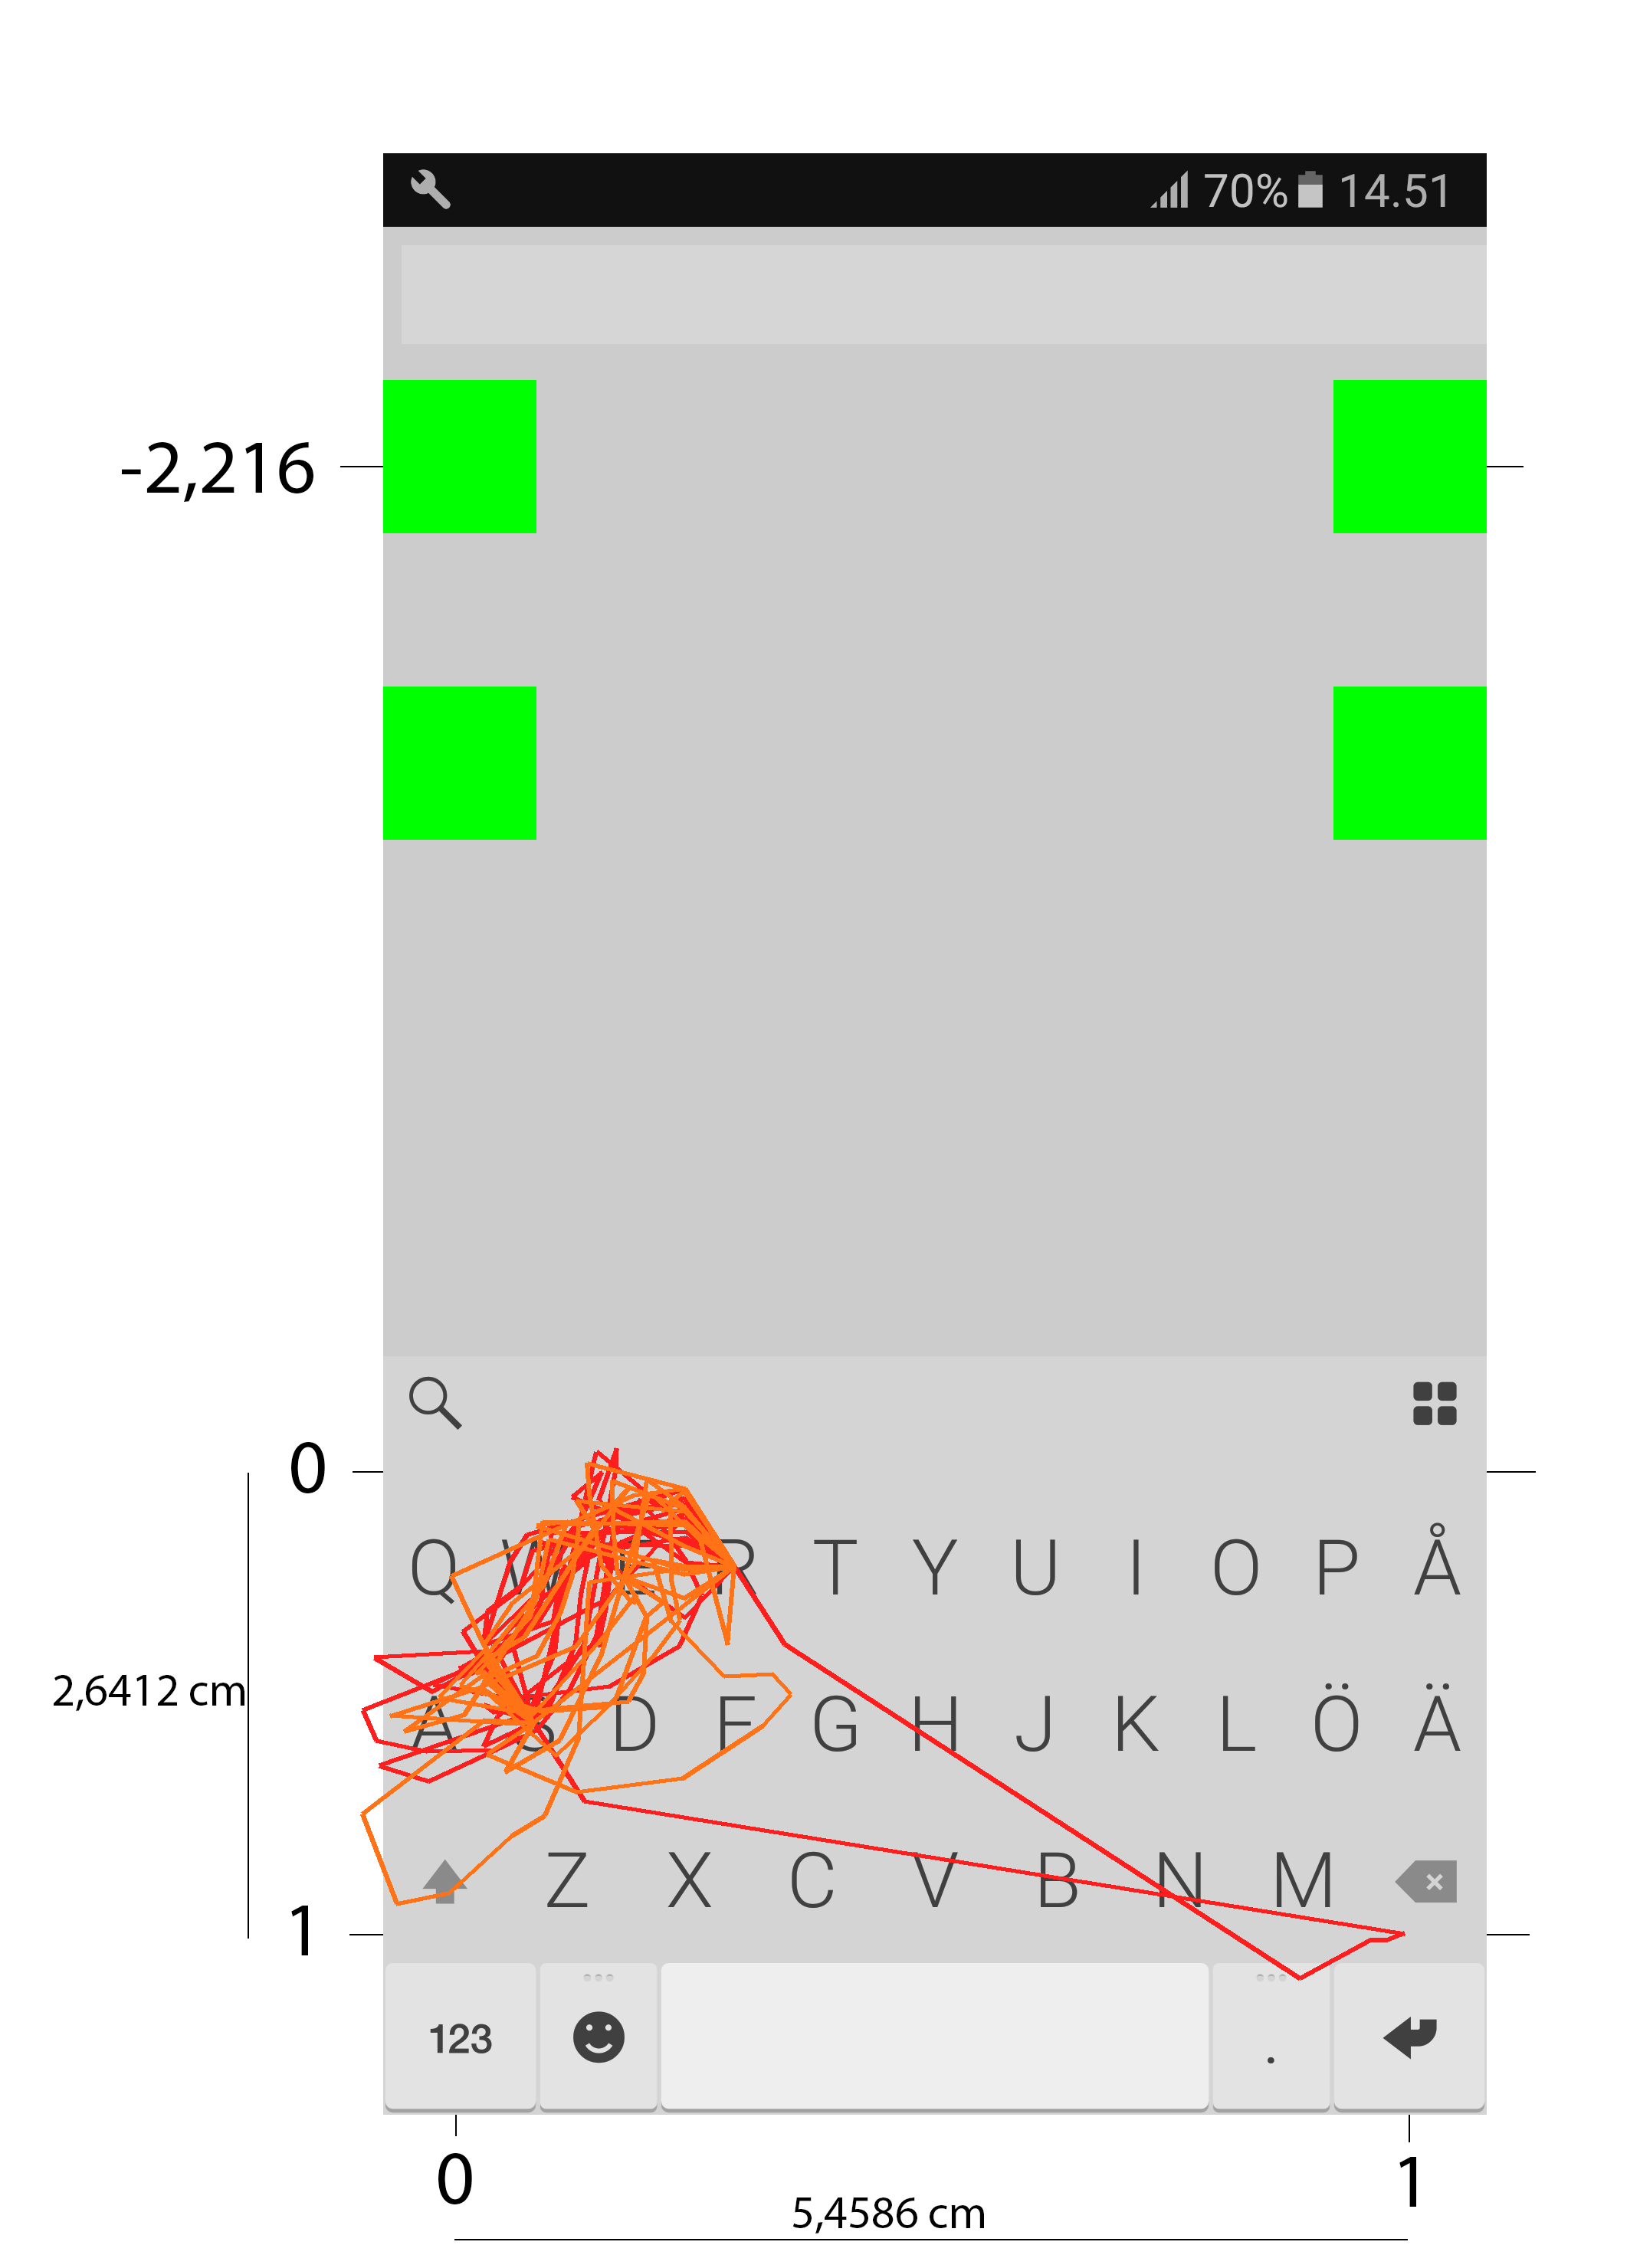 70% 14.51
-2,216
0
Q W E R T Y U I O P Å
2,6412 cm
A S D F G H J K L Ö Ä
Z X C V B N M
1
123 .
0 1
5,4586 cm